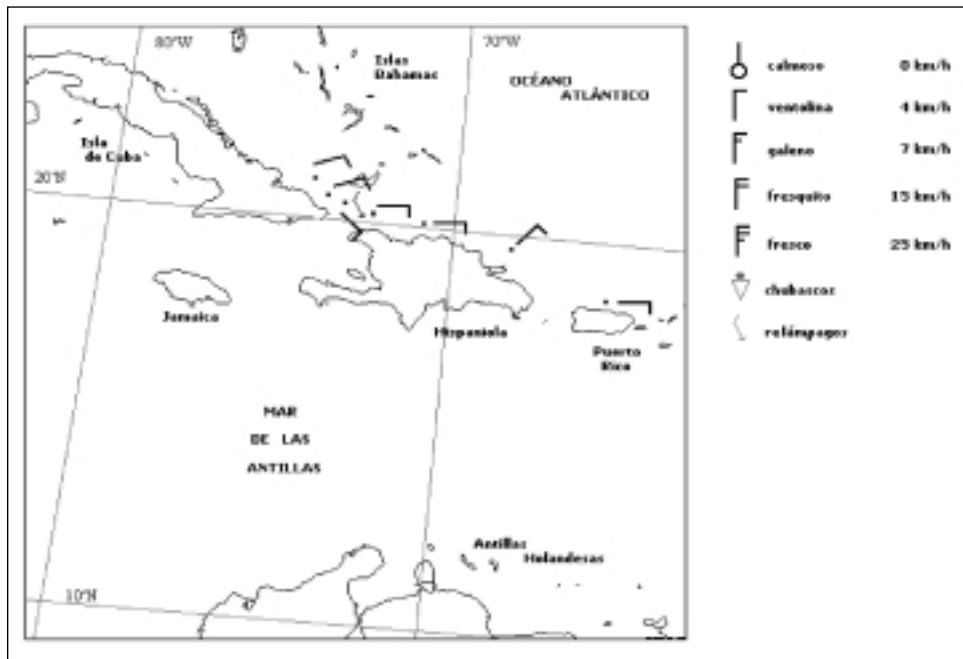 80°W
70°W
Islas
Bahamas
OCÉANO
ATLÁNTICO
Isla
de Cuba
20°N
Jamaica
Hispaniola
Puerto
Rico
MAR
DE LAS
ANTILLAS
Antillas
Holandesas
10°N
calmoso 0 km/h
ventolina 4 km/h
galeno 7 km/h
fresquito 15 km/h
fresco 25 km/h
chubascos
relámpagos